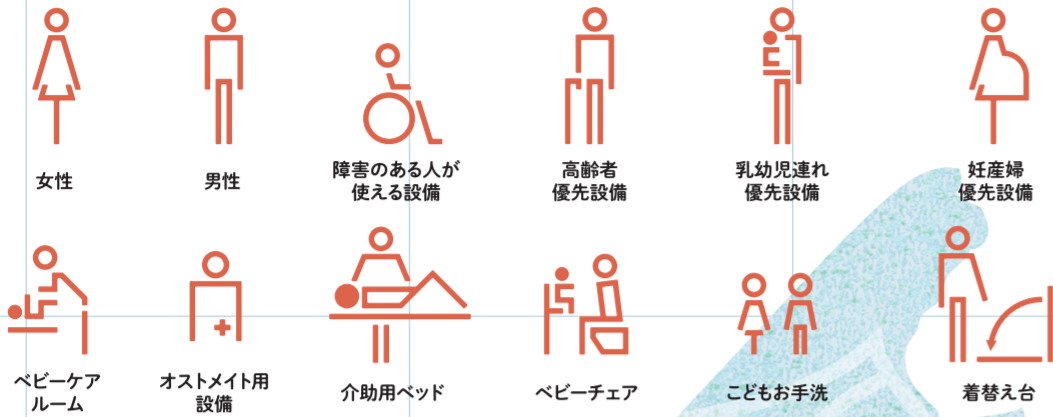 女性
男性
障害のある人が
使える設備
高齢者
優先設備
乳幼児連れ
優先設備
妊産婦
優先設備
ベビーケア
ルーム
オストメイト用
設備
介助用ベッド
ベビーチェア
こどもお手洗
着替え台